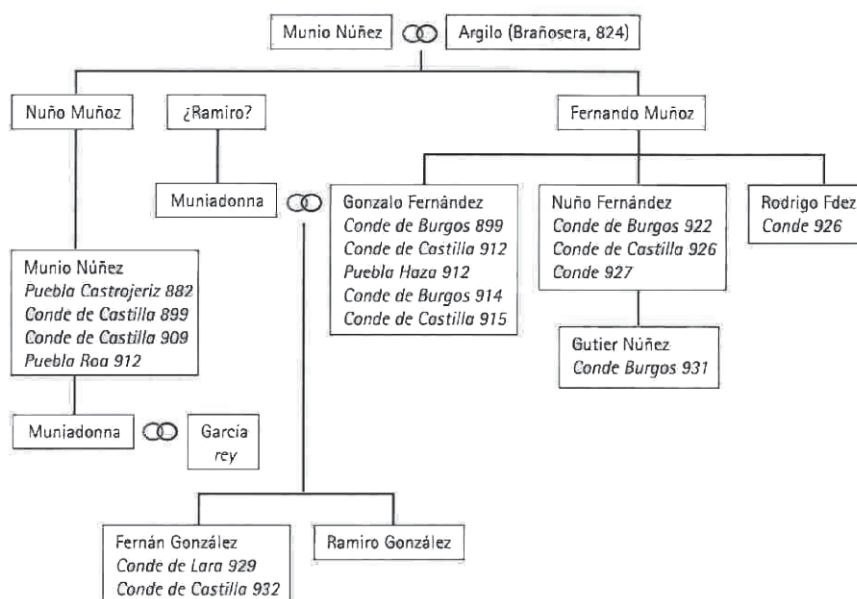 Munio Núñez
Argilo (Brañosera, 824)
Nuño Muñoz
¿Ramiro?
Fernando Muñoz
Muniadonna
Gonzalo Fernández
Conde de Burgos 899
Conde de Castilla 912
Puebla Haza 912
Conde de Burgos 914
Conde de Castilla 915
Nuño Fernández
Conde de Burgos 922
Conde de Castilla 926
Conde 927
Rodrigo Fdez
Conde 926
Munio Núñez
Puebla Castrojeriz 882
Conde de Castilla 899
Conde de Castilla 909
Puebla Roa 912
Gutier Núñez
Conde Burgos 931
Muniadonna
García
rey
Fernán González
Conde de Lara 929
Conde de Castilla 932
Ramiro González